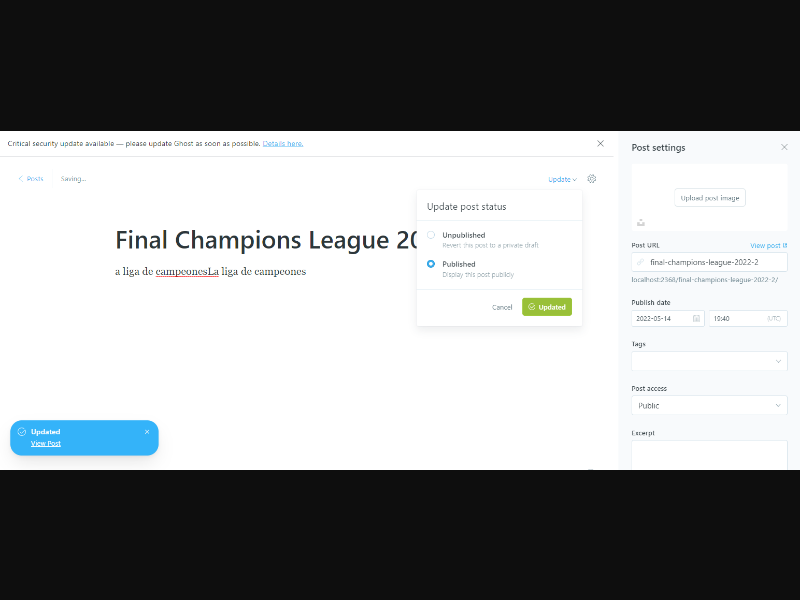 Critical security update available — please update Ghost as soon as possible. Details here:
Posts Saving...
Update
Final Champions League
a liga de campeonesLa liga de campeones
Update post status
Unpublished
Revert this post to a private draft
Published
Display this post publicly
Cancel Updated
Updated
View Post
Post settings
Upload post image
Post URL View post
final-champions-league-2022-2
localhost:2368/final-champions-league-2022-2/
Publish date
2022-05-14 19:40 (UTC)
Tags
Post access
Public
Excerpt